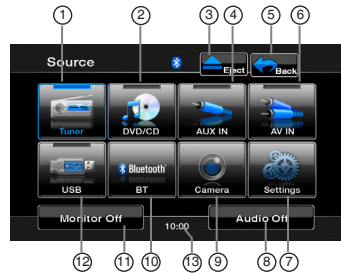 ① ② ③ ④ ⑤ ⑥
Source Eject Back
Tuner DVD/CD AUX IN AV IN
Bluetooth
USB BT Camera Settings
Monitor Off 10:00 Audio Off
⑫ ⑪ ⑩ ⑬ ⑨ ⑧ ⑦